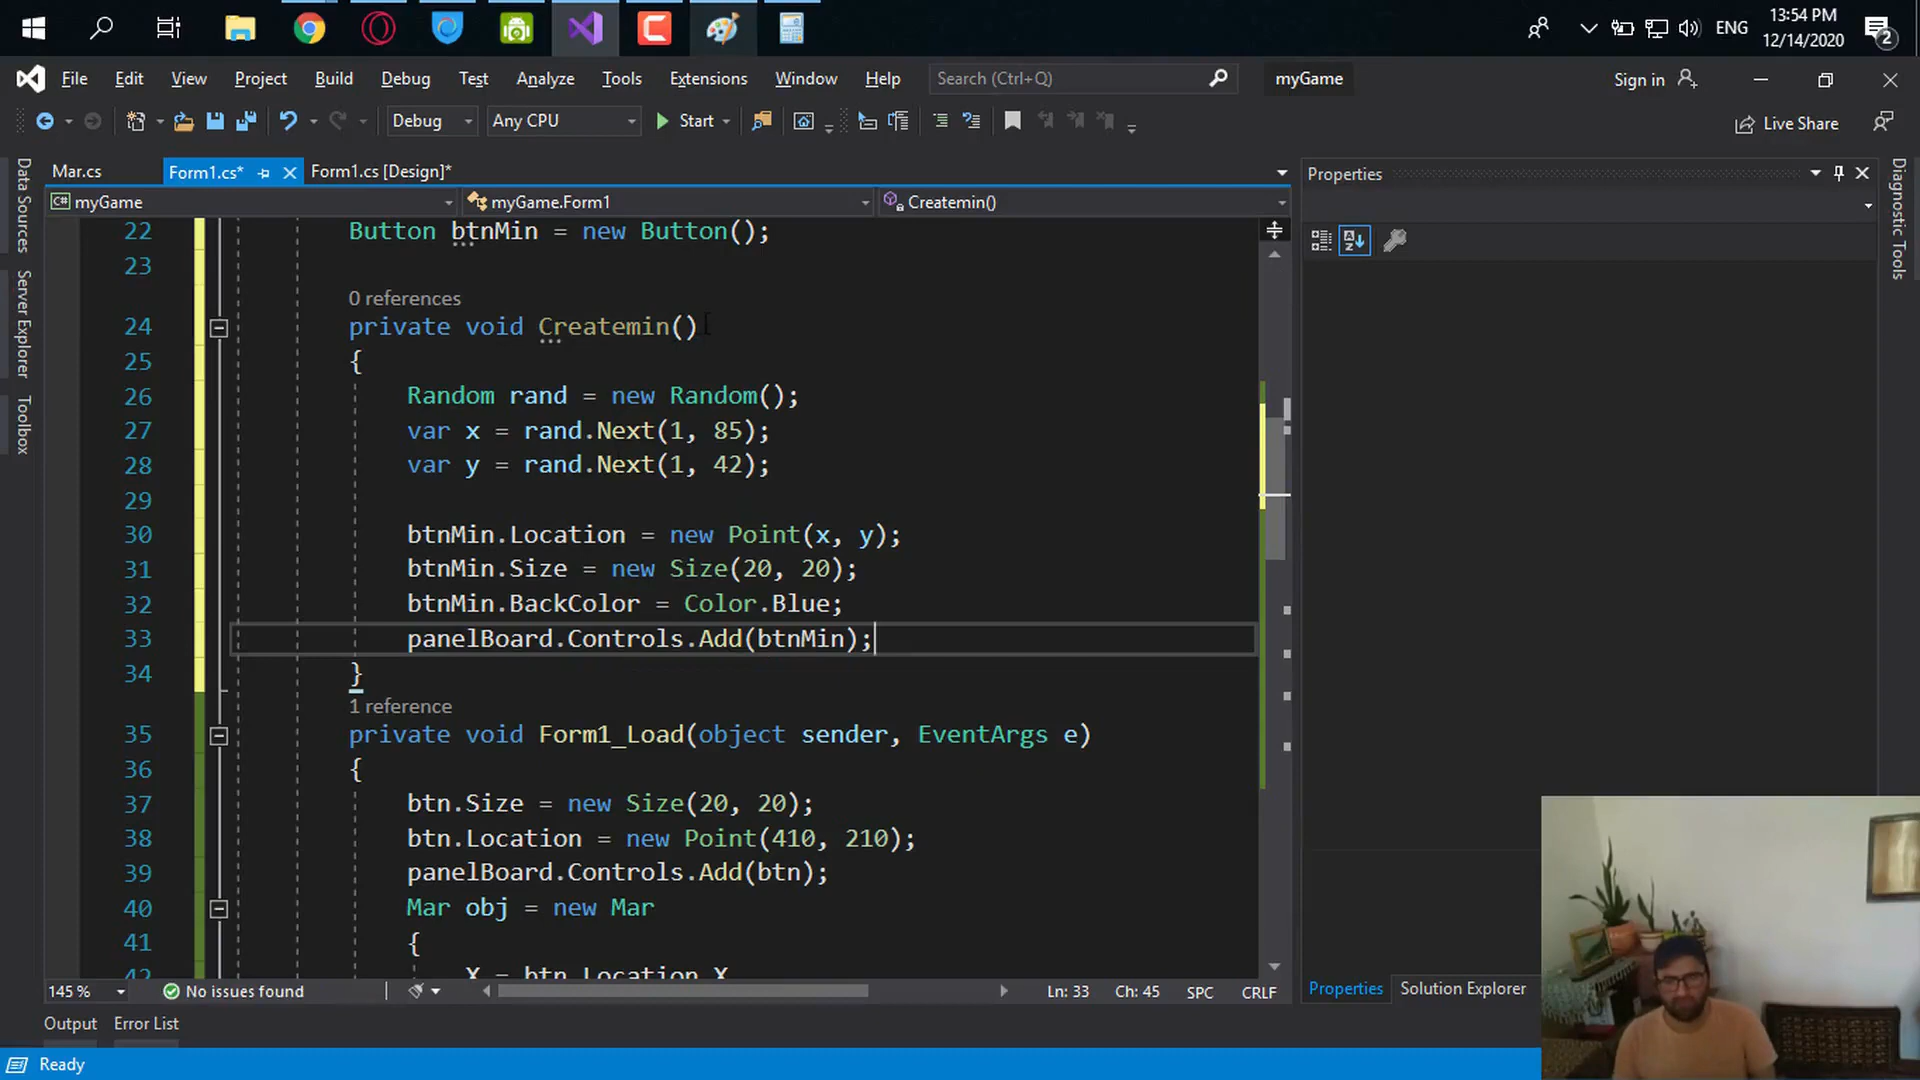 ENG
13:54 PM
12/14/2020
2
File Edit View Project Build Debug Test Analyze Tools Extensions Window Help
Search (Ctrl+Q)
myGame
Sign in
Debug
Any CPU
Start
Live Share
Mar.cs
Form1.cs*
Form1.cs [Design]*
myGame
myGame.Form1
Createmin()
22 Button btnMin = new Button();
23
0 references
24 private void Createmin()
25 {
26 Random rand = new Random();
27 var x = rand.Next(1, 85);
28 var y = rand.Next(1, 42);
29
30 btnMin.Location = new Point(x, y);
31 btnMin.Size = new Size(20, 20);
32 btnMin.BackColor = Color.Blue;
33 panelBoard.Controls.Add(btnMin);
34 }
1 reference
35 private void Form1_Load(object sender, EventArgs e)
36 {
37 btn.Size = new Size(20, 20);
38 btn.Location = new Point(410, 210);
39 panelBoard.Controls.Add(btn);
40 Mar obj = new Mar
41 {
42 X = btn.Location.X
145 %
No issues found
Ln: 33
Ch: 45
SPC
CRLF
Output
Error List
Ready
Data Sources
Server Explorer
Toolbox
Properties
Properties
Solution Explorer
Diagnostic Tools